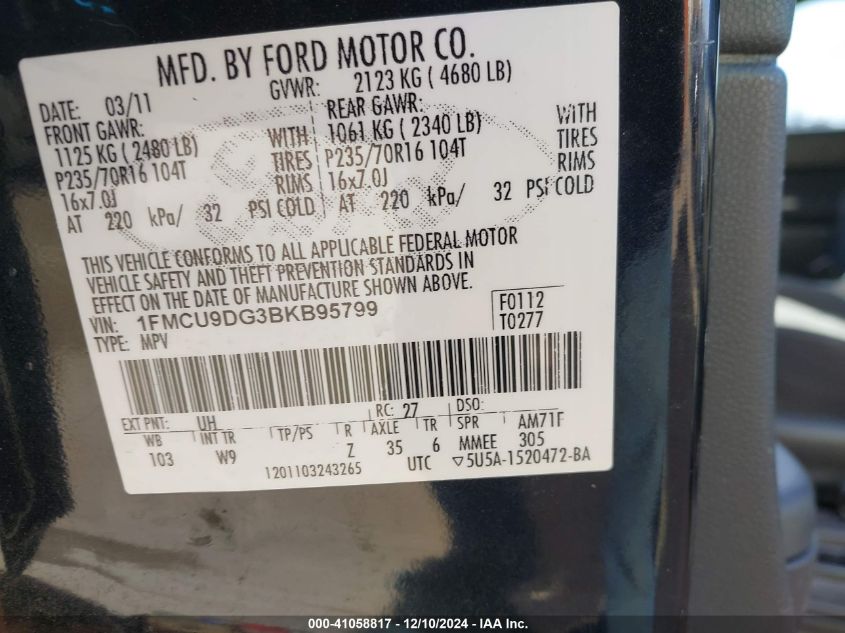 MFD. BY FORD MOTOR CO.
DATE: 03/11 GVWR: 2123 KG ( 4680 LB)
FRONT GAWR: REAR GAWR:
1125 KG ( 2480 LB) WITH 1061 KG ( 2340 LB) WITH
P235/70R16 104T TIRES P235/70R16 104T TIRES
16x7.0J RIMS 16x7.0J RIMS
AT 220 kPa/ 32 PSI COLD AT 220 kPa/ 32 PSI COLD
THIS VEHICLE CONFORMS TO ALL APPLICABLE FEDERAL MOTOR
VEHICLE SAFETY AND THEFT PREVENTION STANDARDS IN
EFFECT ON THE DATE OF MANUFACTURE SHOWN ABOVE.
VIN: 1FMCU9DG3BKB95799 F0112
TYPE: MPV T0277
EXT PNT: UH RC: 27 DSO:
WB INT TR TP/PS R AXLE TR SPR AM71F
103 W9 Z 35 6 MMEE 305
1201103243265 UTC ▽5U5A-1520472-BA
000-41058817 - 12/10/2024 - IAA Inc.